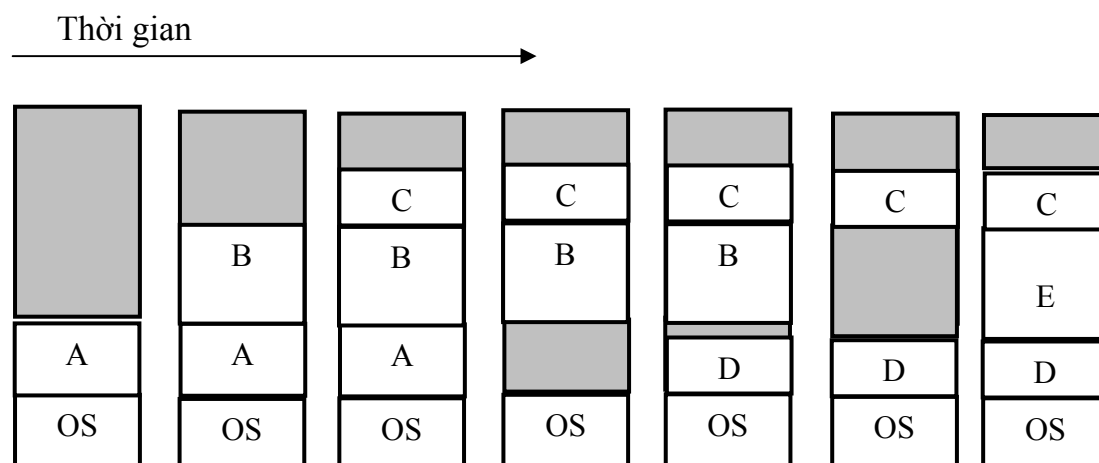 Thời gian
C C C C C
B B B B E
A A A D D D
OS OS OS OS OS OS OS